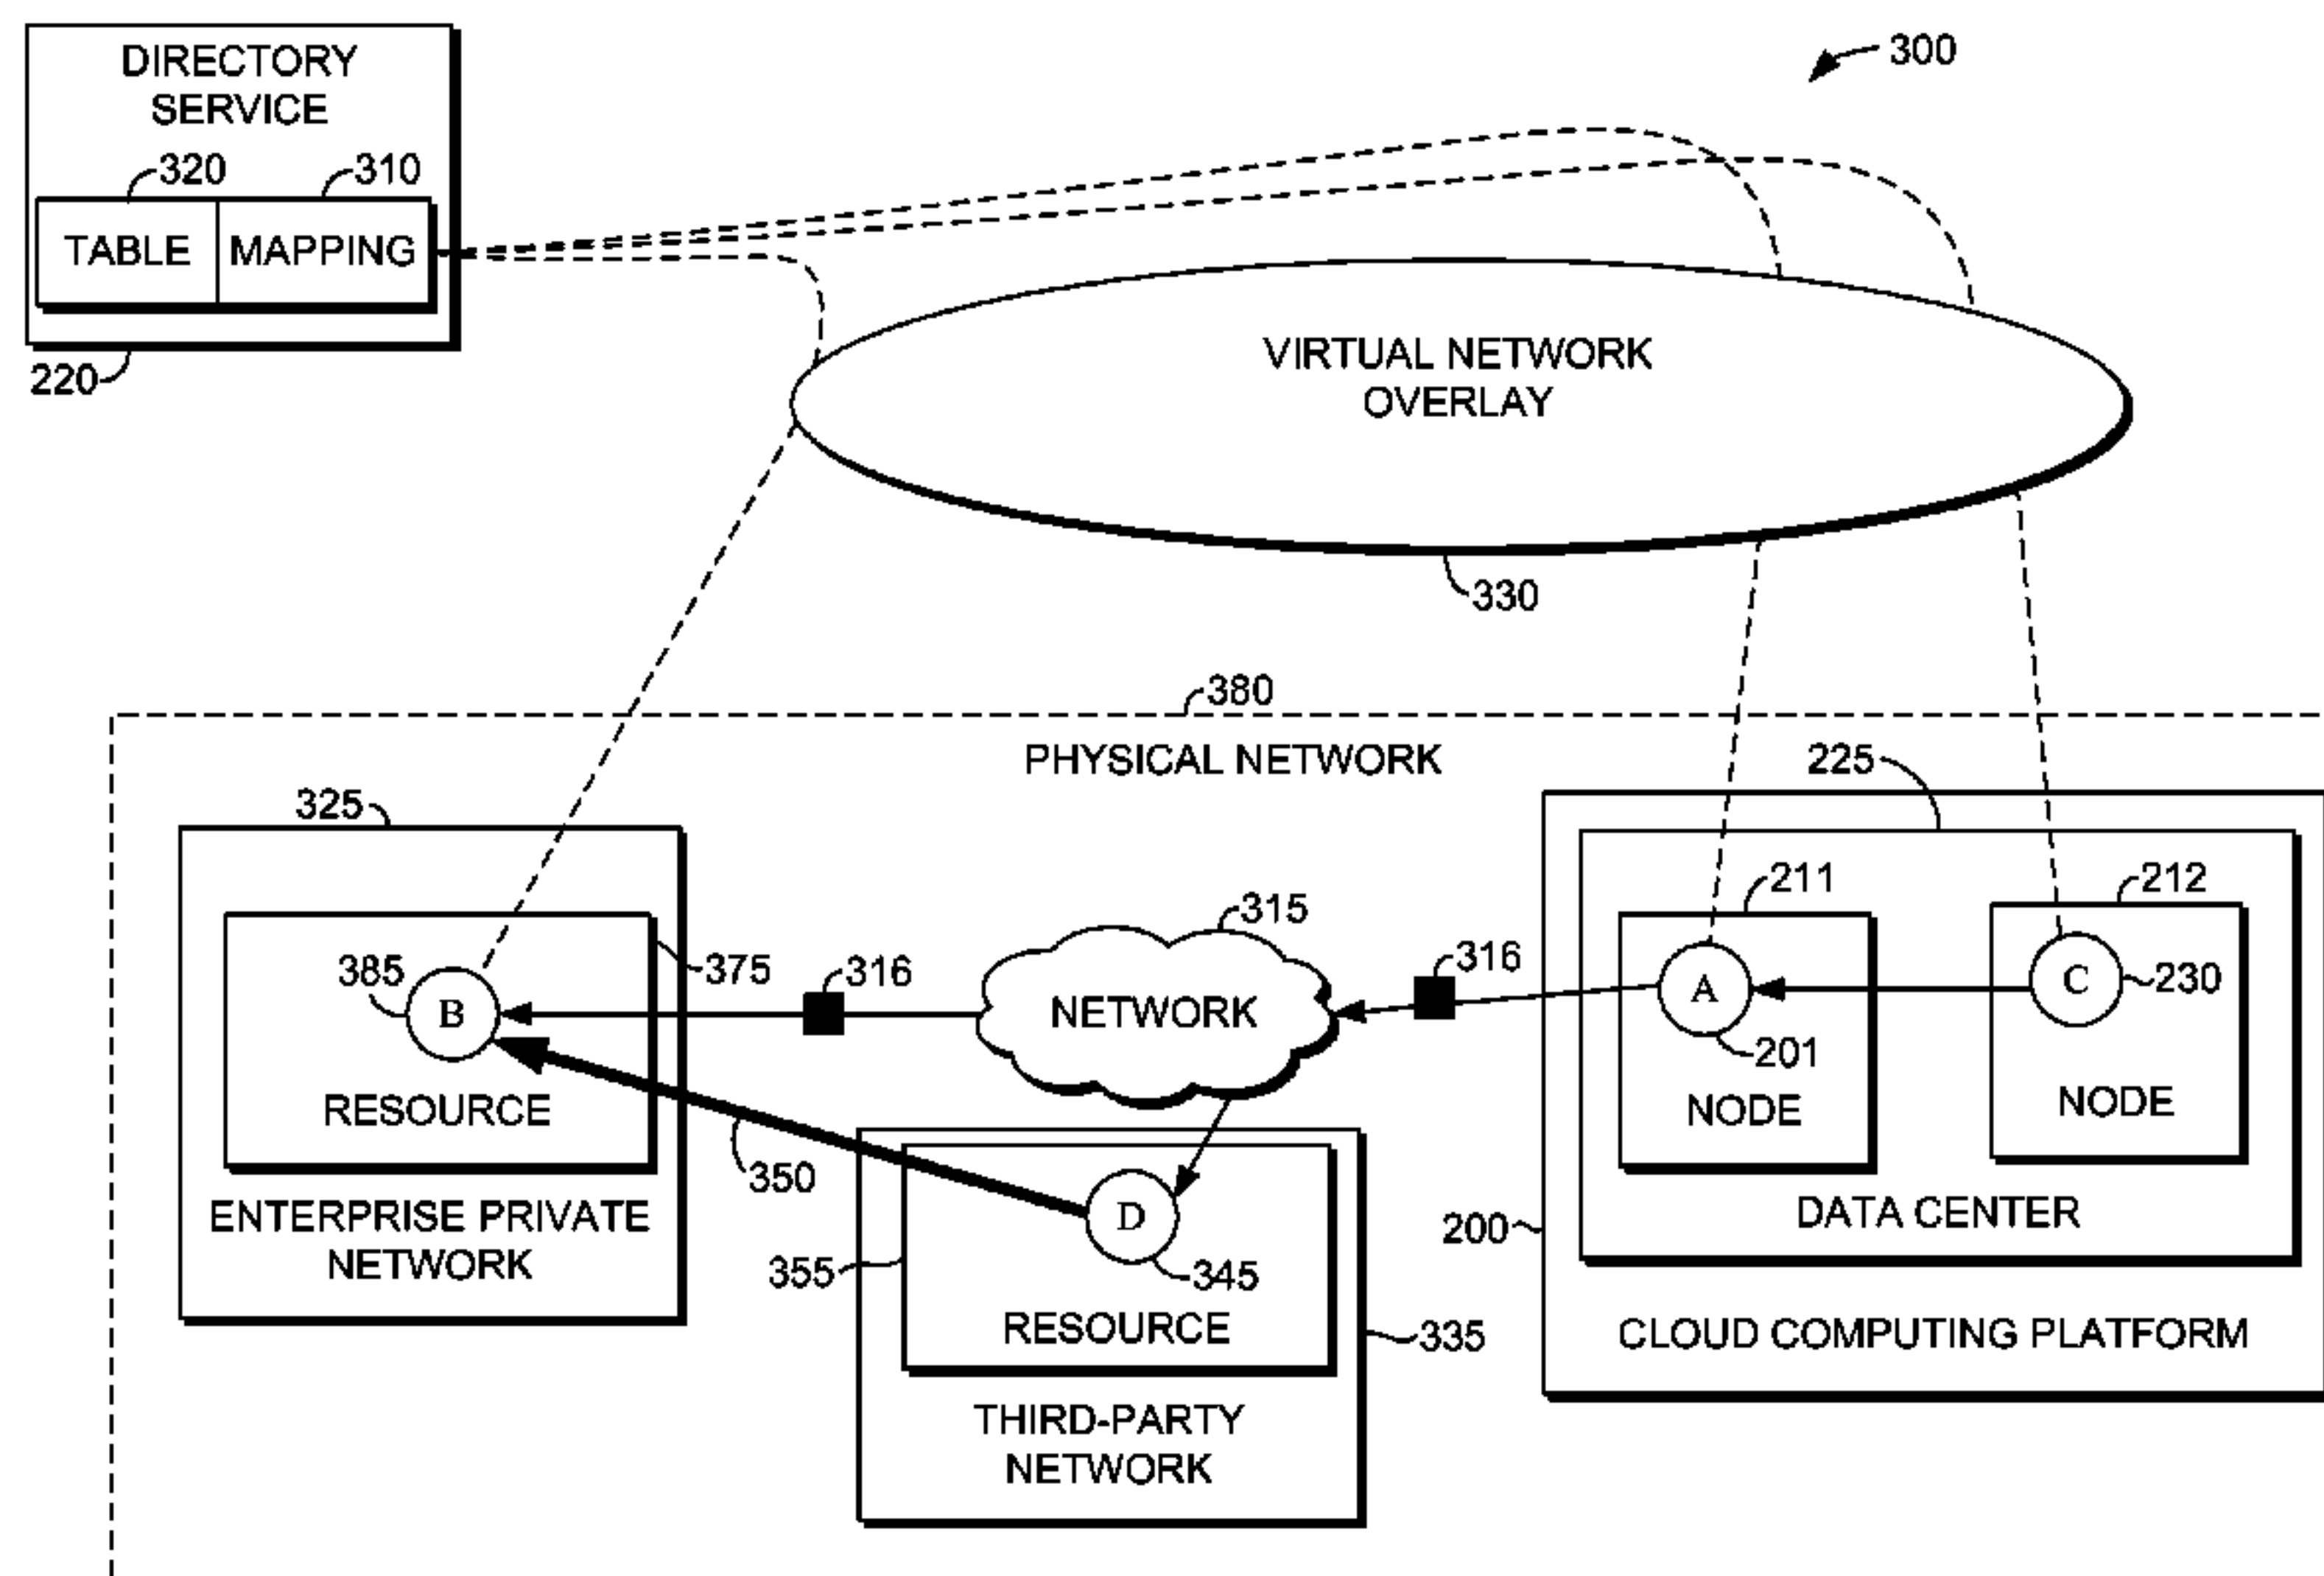 300
DIRECTORY
SERVICE
320
310
TABLE
MAPPING
220
VIRTUAL NETWORK
OVERLAY
330
380
PHYSICAL NETWORK
325
225
211
212
315
316
316
385
B
375
NETWORK
A
C
230
201
RESOURCE
NODE
NODE
350
ENTERPRISE PRIVATE
NETWORK
D
345
355
RESOURCE
335
THIRD-PARTY
NETWORK
200
DATA CENTER
CLOUD COMPUTING PLATFORM